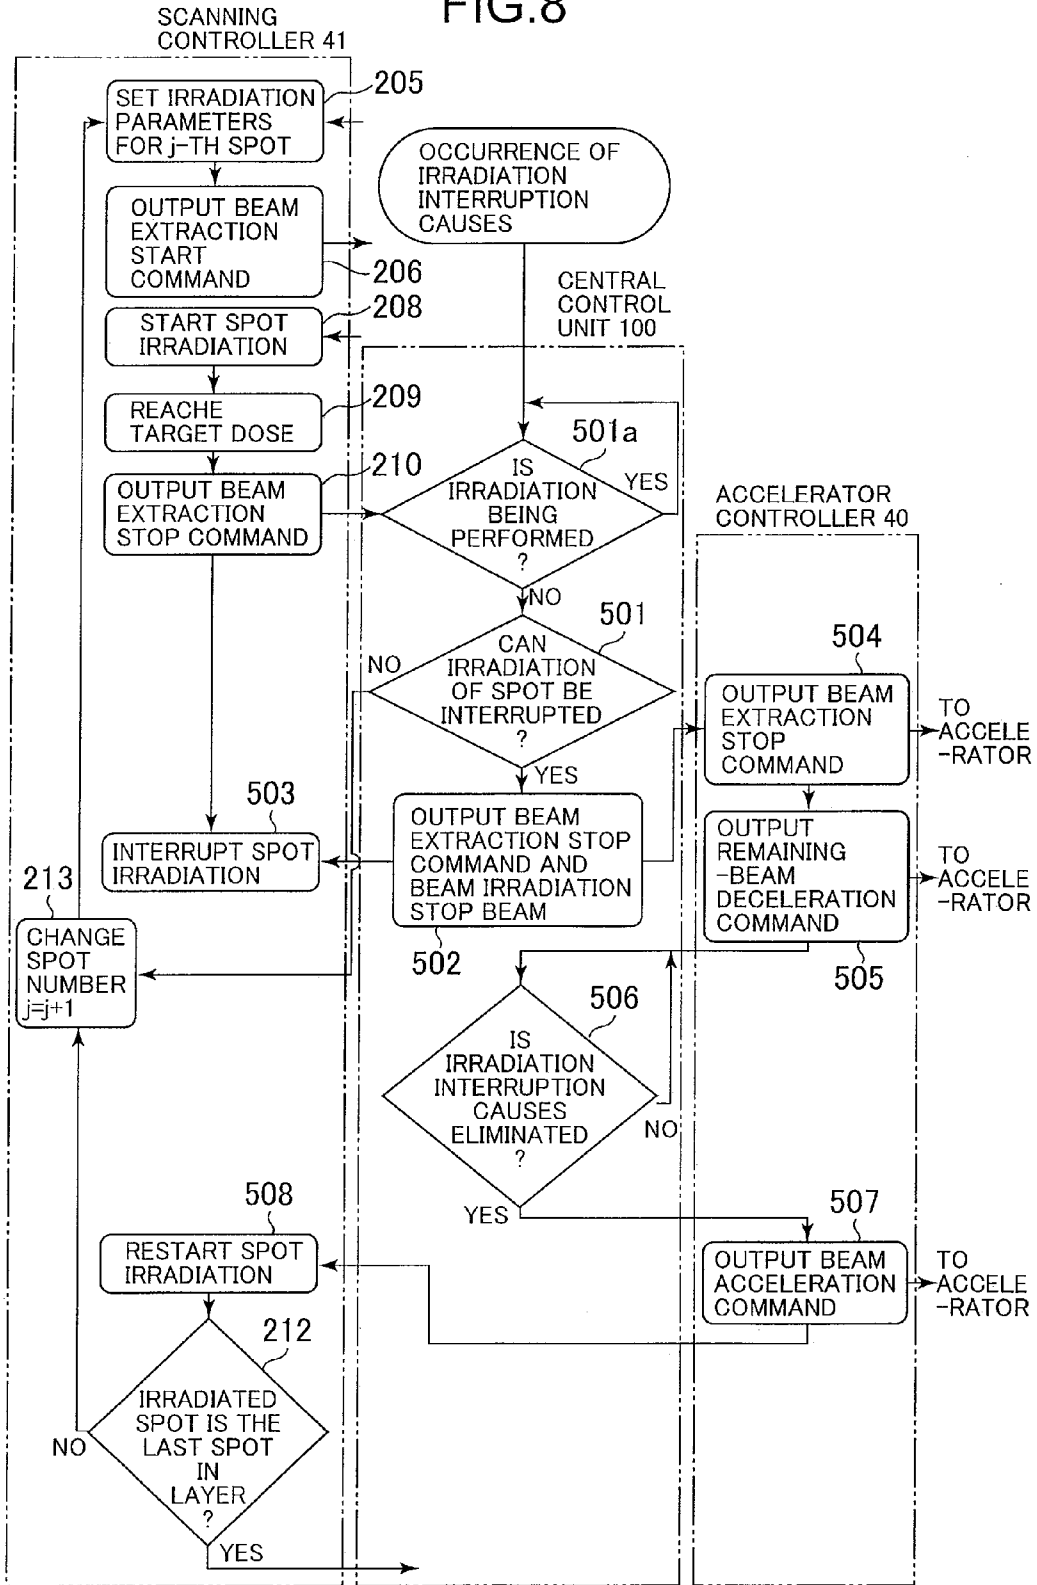 FIG.8
SCANNING
CONTROLLER 41
SET IRRADIATION
PARAMETERS
FOR j-TH SPOT
205
OUTPUT BEAM
EXTRACTION
START
COMMAND
206
START SPOT
IRRADIATION
208
REACHE
TARGET DOSE
209
OUTPUT BEAM
EXTRACTION
STOP COMMAND
210
OCCURRENCE OF
IRRADIATION
INTERRUPTION
CAUSES
CENTRAL
CONTROL
UNIT 100
501a
IS
IRRADIATION
BEING
PERFORMED
?
YES
NO
501
CAN
IRRADIATION
OF SPOT BE
INTERRUPTED
?
NO
YES
ACCELERATOR
CONTROLLER 40
504
OUTPUT BEAM
EXTRACTION
STOP
COMMAND
TO
ACCELE
-RATOR
503
INTERRUPT SPOT
IRRADIATION
OUTPUT BEAM
EXTRACTION STOP
COMMAND AND
BEAM IRRADIATION
STOP BEAM
502
OUTPUT
REMAINING
-BEAM
DECELERATION
COMMAND
505
TO
ACCELE
-RATOR
213
CHANGE
SPOT
NUMBER
j=j+1
506
IS
IRRADIATION
INTERRUPTION
CAUSES
ELIMINATED
?
NO
YES
507
OUTPUT BEAM
ACCELERATION
COMMAND
TO
ACCELE
-RATOR
508
RESTART SPOT
IRRADIATION
212
IRRADIATED
SPOT IS THE
LAST SPOT
IN
LAYER
?
NO
YES